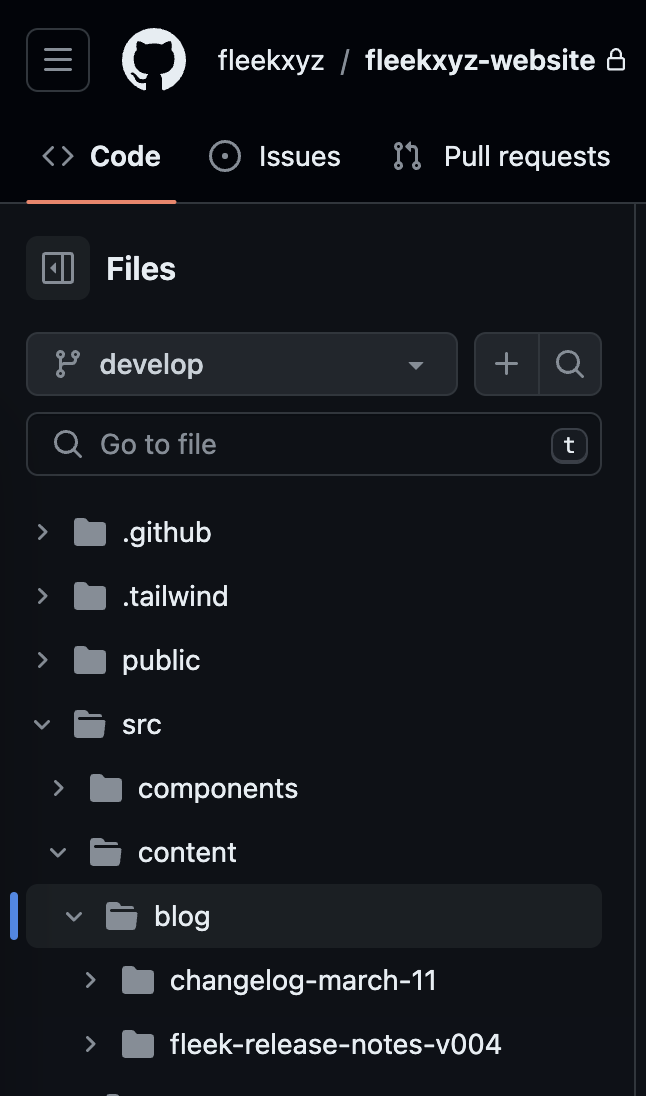 fleekxyz / fleekxyz-website
Code Issues Pull requests
Files
develop
Go to file t
.github
.tailwind
public
src
components
content
blog
changelog-march-11
fleek-release-notes-v004